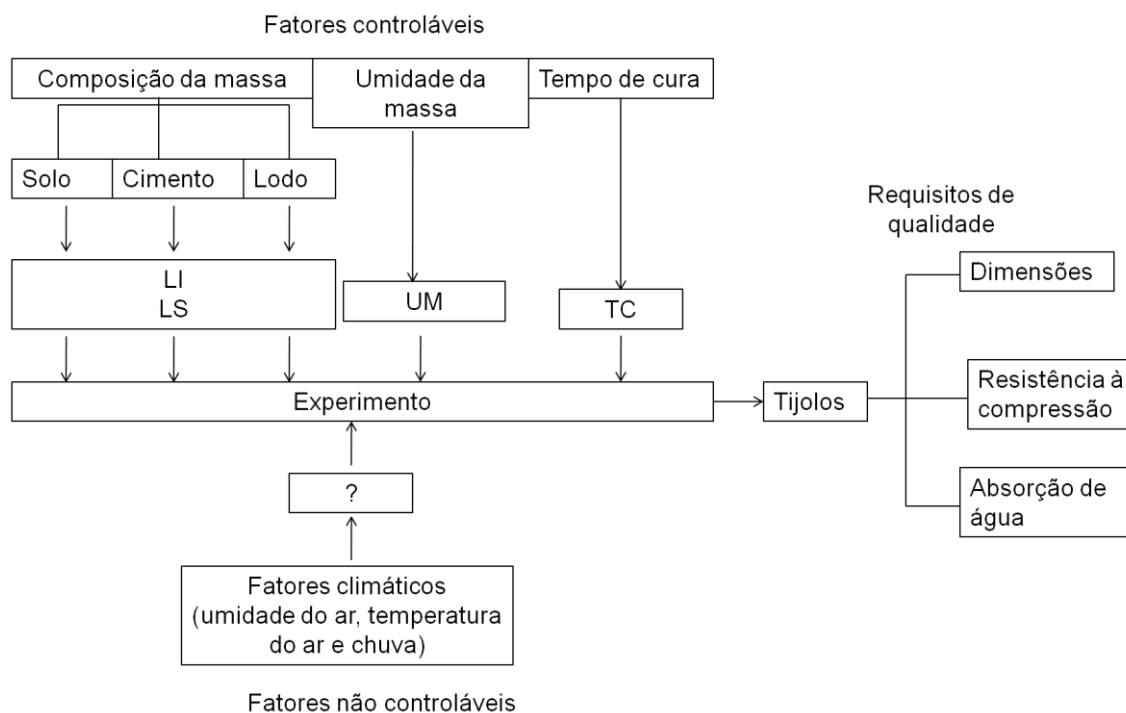 Fatores controláveis
Composição da massa
Umidade da
massa
Tempo de cura
Solo
Cimento
Lodo
LI
LS
UM
TC
Experimento
Tijolos
Requisitos de
qualidade
Dimensões
Resistência à
compressão
Absorção de
água
?
Fatores climáticos
(umidade do ar, temperatura
do ar e chuva)
Fatores não controláveis